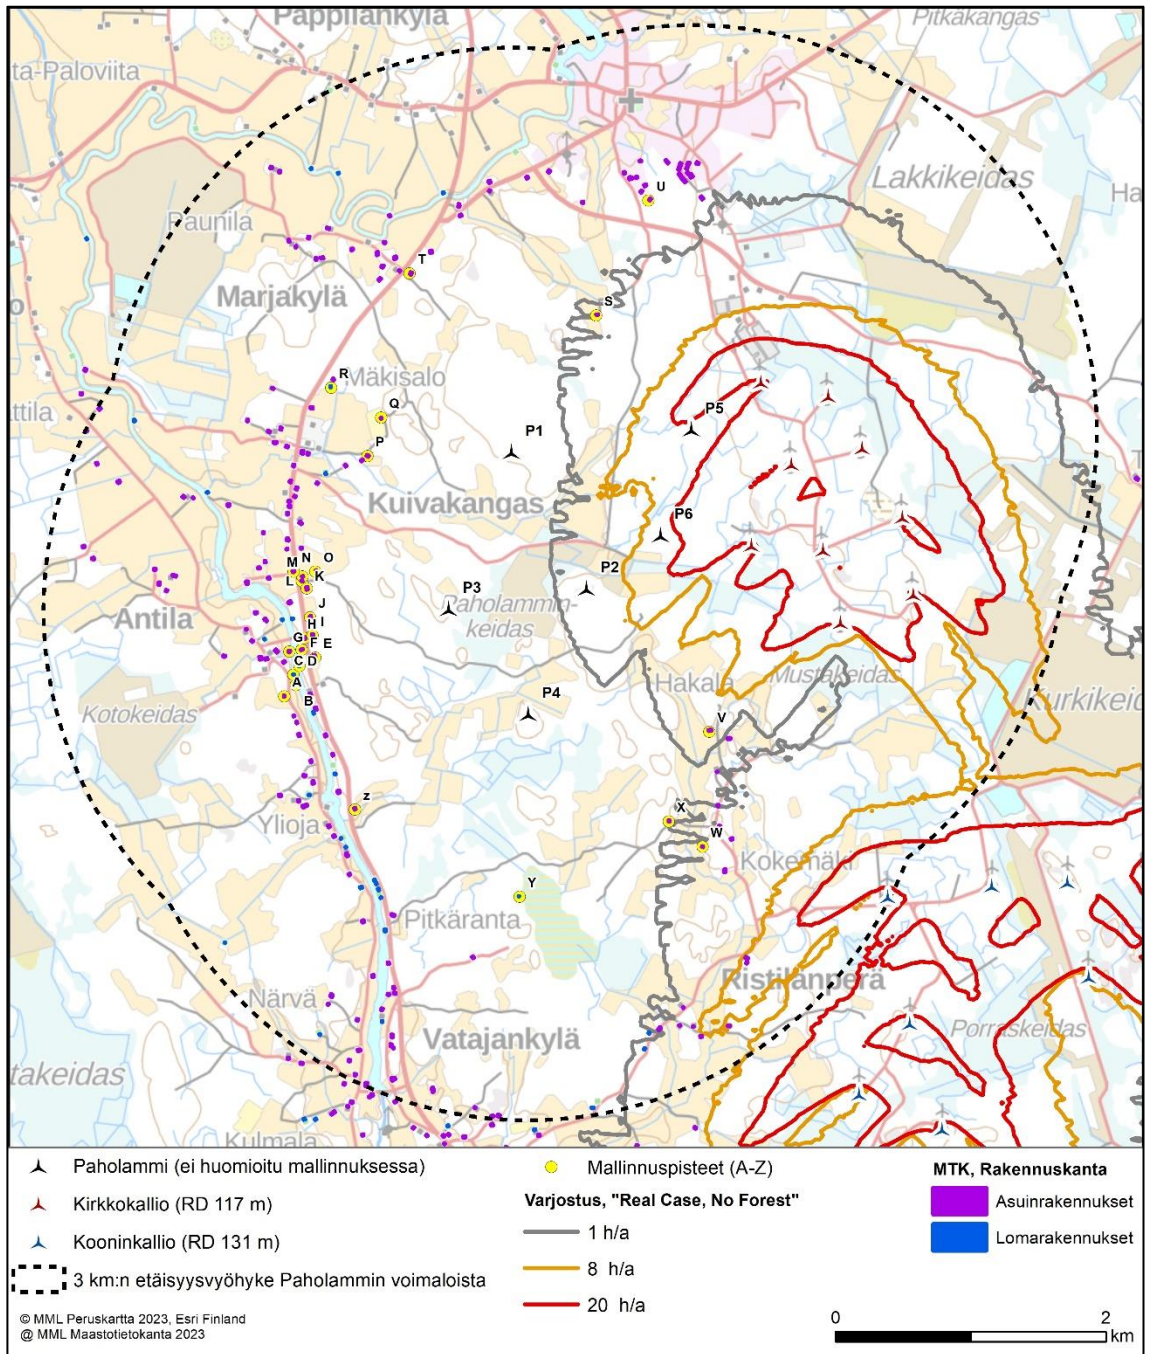 Pappilankylä
Pitkäkangas
ta-Paloviita
Lakkikeidas
Ha
U
Paunila
T
Marjakylä
S
o
R
Mäkisalo
ttila
Q
P5
P1
P
T
Kuivakangas
P6
N
M
O
L
K
P2
P3
J
Paholammin-
keidas
H
I
Antila
F
E
G
C
D
A
Hakala
Mustakeidas
B
P4
Kurkikeid
Kotokeidas
V
z
X
Ylioja
W
Kokemäki
Y
Pitkäranta
Ristilänperä
Närvä
Vatajankylä
Porraskeidas
takeidas
Kulmala
Paholammi (ei huomioitu mallinnuksessa)
Kirkkokallio (RD 117 m)
Kooninkallio (RD 131 m)
3 km:n etäisyysvyöhyke Paholammin voimaloista
© MML Peruskartta 2023, Esri Finland
@ MML Maastotietokanta 2023
Mallinnuspisteet (A-Z)
Varjostus, "Real Case, No Forest"
1 h/a
8 h/a
20 h/a
MTK, Rakennuskanta
Asuinrakennukset
Lomarakennukset
0 2
km